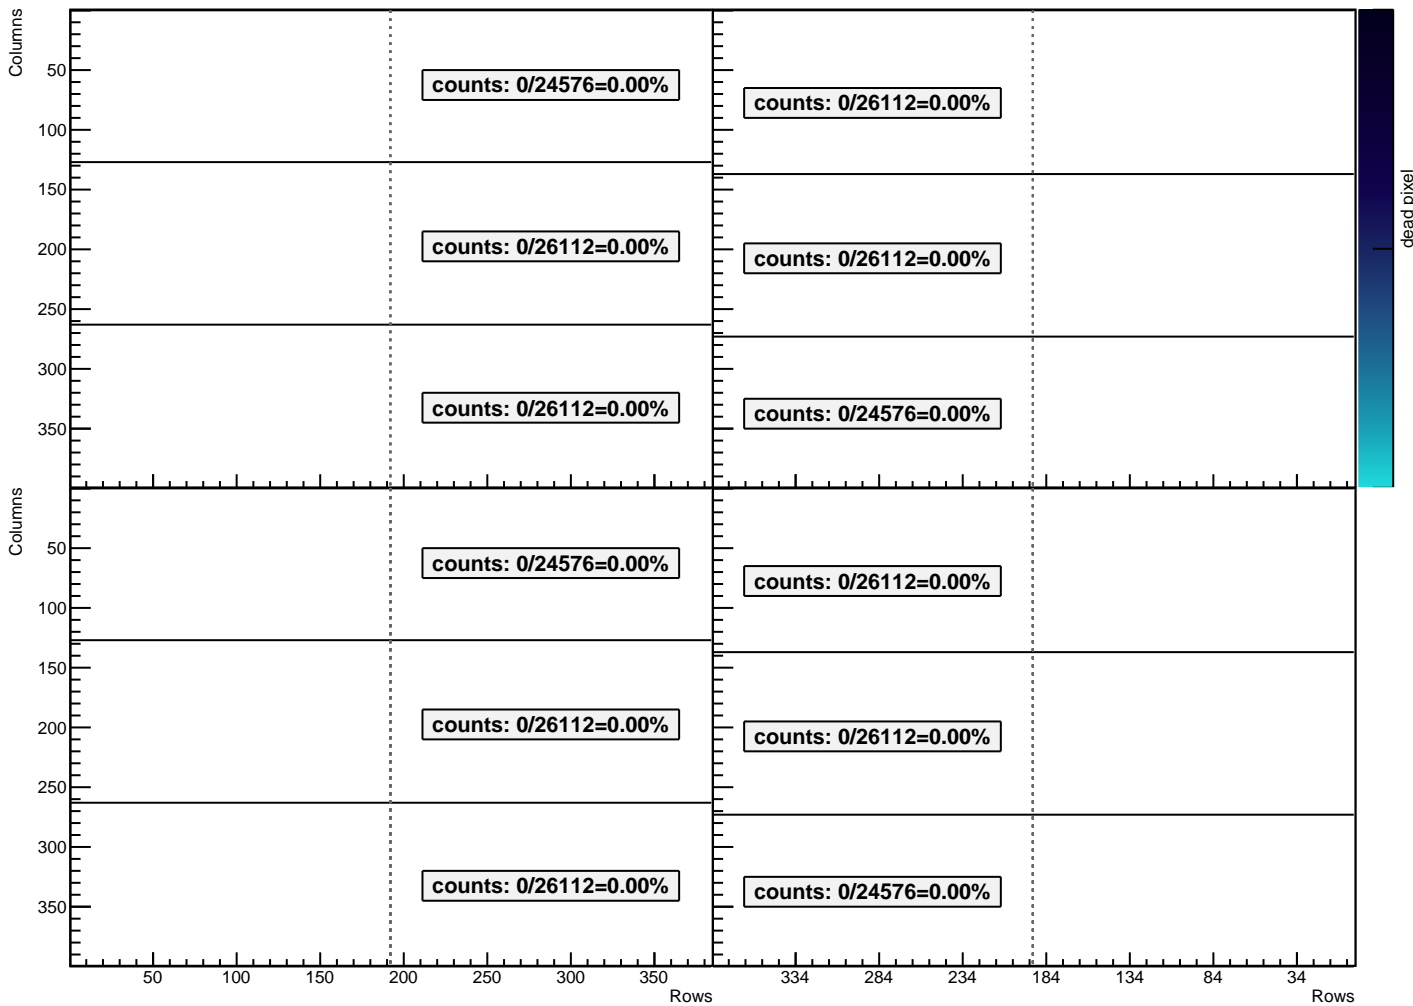 Columns
50
100
150
200
250
300
350
counts: 0/24576=0.00%
counts: 0/26112=0.00%
counts: 0/26112=0.00%
counts: 0/26112=0.00%
counts: 0/26112=0.00%
counts: 0/24576=0.00%
dead pixel
Columns
50
100
150
200
250
300
350
counts: 0/24576=0.00%
counts: 0/26112=0.00%
counts: 0/26112=0.00%
counts: 0/26112=0.00%
counts: 0/26112=0.00%
counts: 0/24576=0.00%
50 100 150 200 250 300 350
Rows
334 284 234 184 134 84 34
Rows